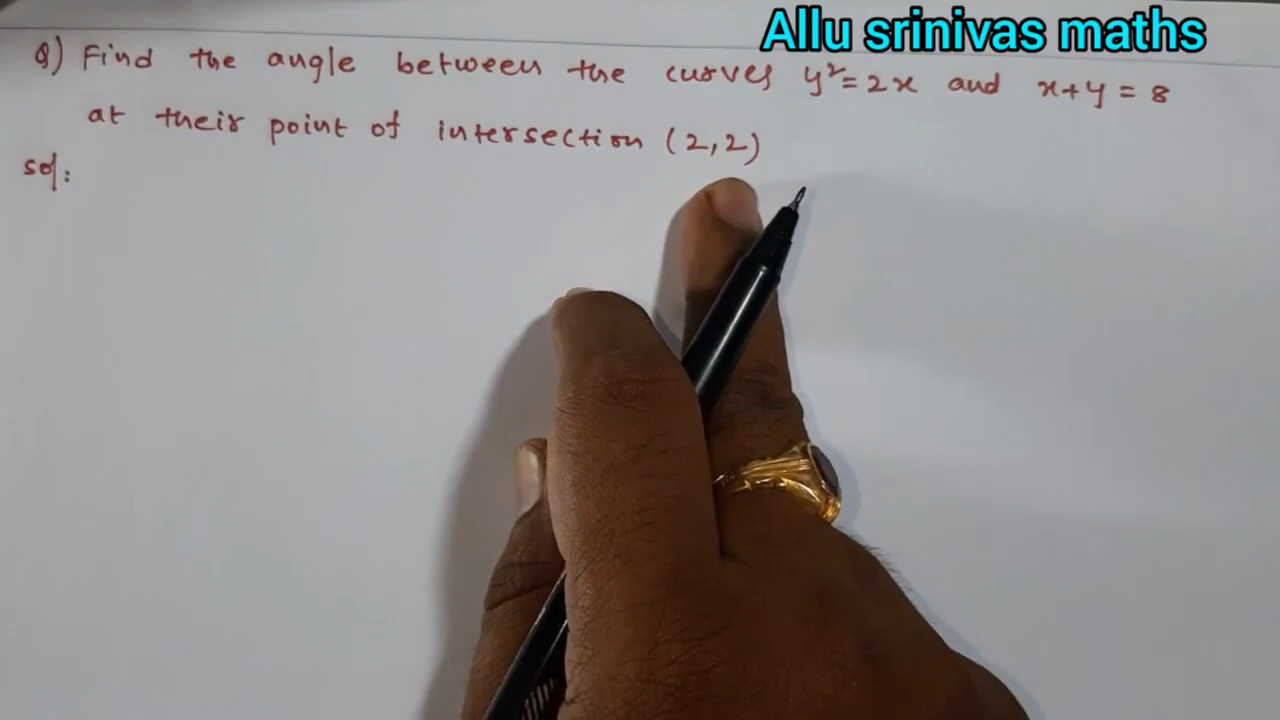 Allu srinivas maths
Q) Find the angle between the curves y²=2x and x+y=8
at their point of intersection (2,2)
Sol: